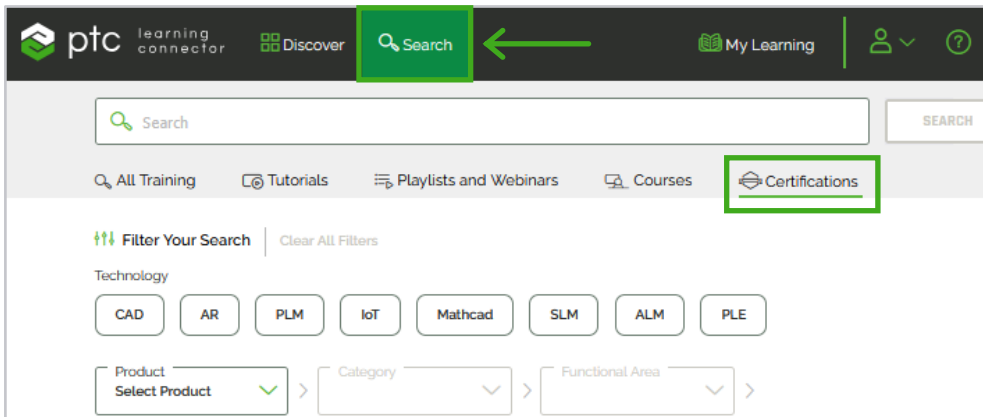 ptc learning connector Discover Search My Learning ?
Search SEARCH
All Training Tutorials Playlists and Webinars Courses Certifications
Filter Your Search Clear All Filters
Technology
CAD AR PLM IoT Mathcad SLM ALM PLE
Product Category Functional Area
Select Product